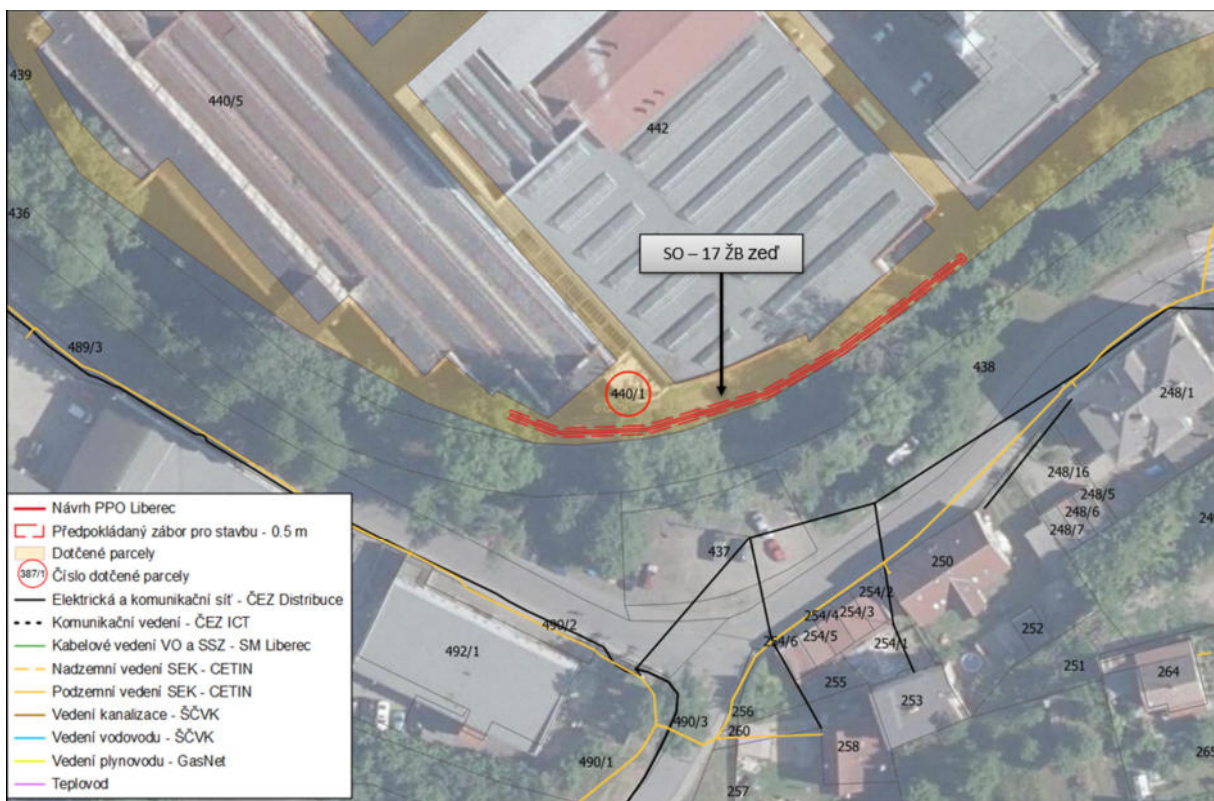 439
440/5
442
436
SO – 17 ŽB zeď
489/3
438
440/1
248/1
248/16
248/5
248/6
248/7
437
250
254/2
254/3
254/4
254/5
254/6
254/1
252
251
490/2
492/1
255
253
264
256
490/3
260
258
490/1
257
Návrh PPO Liberec
Předpokládaný zábor pro stavbu - 0.5 m
Dotčené parcely
387/1 Číslo dotčené parcely
Elektrická a komunikační síť - ČEZ Distribuce
Komunikační vedení - ČEZ ICT
Kabelové vedení VO a SSZ - SM Liberec
Nadzemní vedení SEK - CETIN
Podzemní vedení SEK - CETIN
Vedení kanalizace - ŠČVK
Vedení vodovodu - ŠČVK
Vedení plynovodu - GasNet
Teplovod